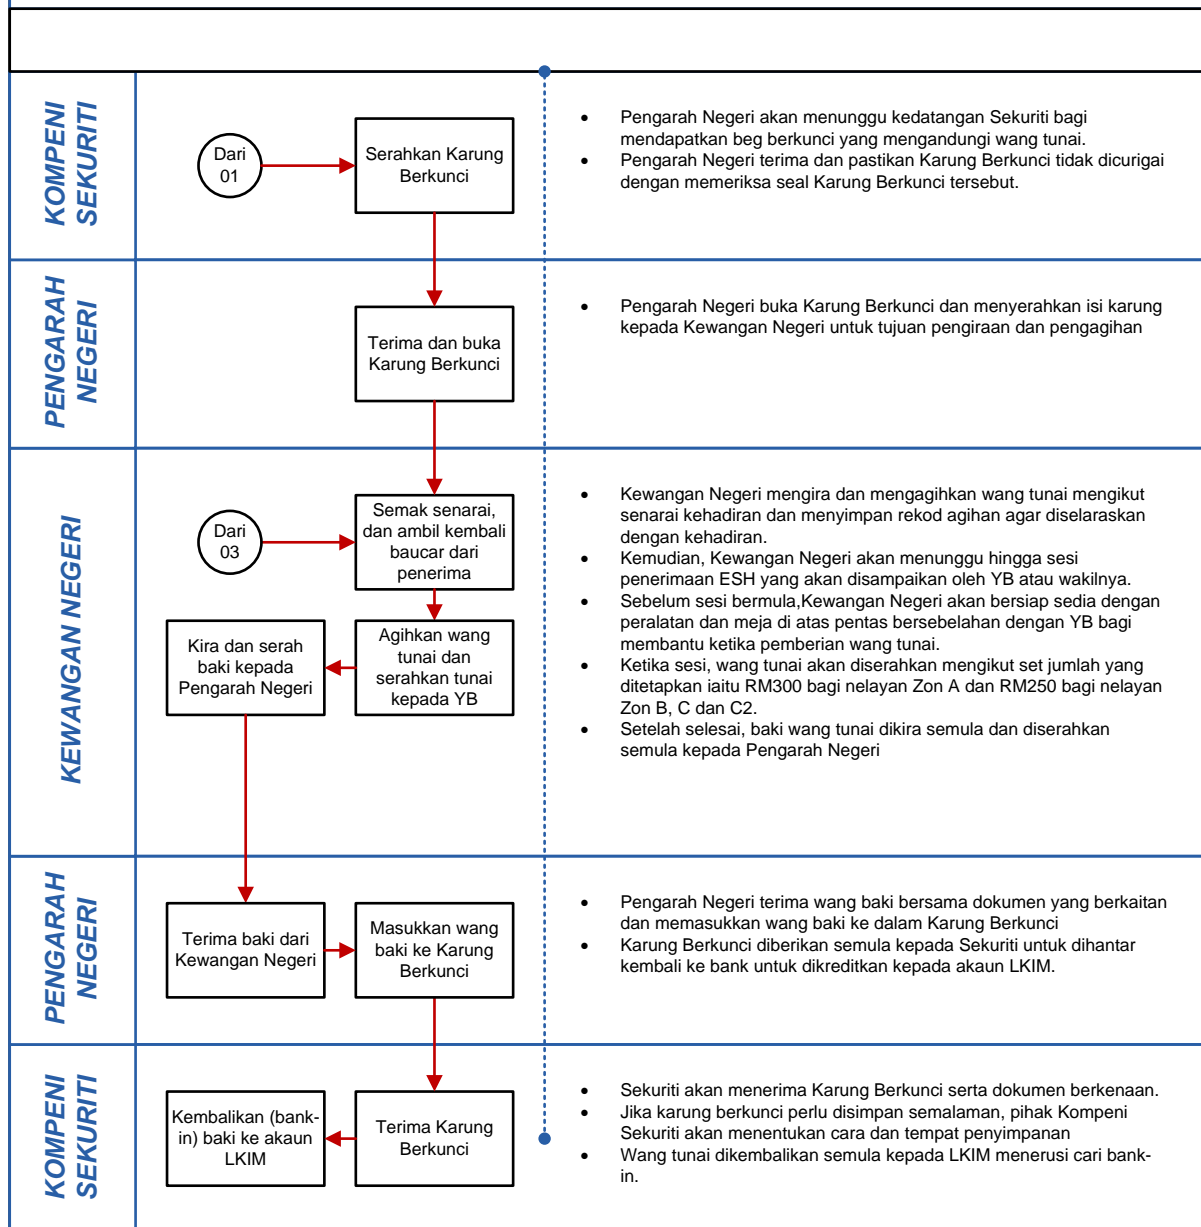 KOMPENI
SEKURITI
Dari
01
Serahkan Karung
Berkunci
• Pengarah Negeri akan menunggu kedatangan Sekuriti bagi
mendapatkan beg berkunci yang mengandungi wang tunai.
• Pengarah Negeri terima dan pastikan Karung Berkunci tidak dicurigai
dengan memeriksa seal Karung Berkunci tersebut.
PENGARAH
NEGERI
Terima dan buka
Karung Berkunci
• Pengarah Negeri buka Karung Berkunci dan menyerahkan isi karung
kepada Kewangan Negeri untuk tujuan pengiraan dan pengagihan
KEWANGAN NEGERI
Dari
03
Semak senarai,
dan ambil kembali
baucar dari
penerima
Kira dan serah
baki kepada
Pengarah Negeri
Agihkan wang
tunai dan
serahkan tunai
kepada YB
• Kewangan Negeri mengira dan mengagihkan wang tunai mengikut
senarai kehadiran dan menyimpan rekod agihan agar diselaraskan
dengan kehadiran.
• Kemudian, Kewangan Negeri akan menunggu hingga sesi
penerimaan ESH yang akan disampaikan oleh YB atau wakilnya.
• Sebelum sesi bermula,Kewangan Negeri akan bersiap sedia dengan
peralatan dan meja di atas pentas bersebelahan dengan YB bagi
membantu ketika pemberian wang tunai.
• Ketika sesi, wang tunai akan diserahkan mengikut set jumlah yang
ditetapkan iaitu RM300 bagi nelayan Zon A dan RM250 bagi nelayan
Zon B, C dan C2.
• Setelah selesai, baki wang tunai dikira semula dan diserahkan
semula kepada Pengarah Negeri
PENGARAH
NEGERI
Terima baki dari
Kewangan Negeri
Masukkan wang
baki ke Karung
Berkunci
• Pengarah Negeri terima wang baki bersama dokumen yang berkaitan
dan memasukkan wang baki ke dalam Karung Berkunci
• Karung Berkunci diberikan semula kepada Sekuriti untuk dihantar
kembali ke bank untuk dikreditkan kepada akaun LKIM.
KOMPENI
SEKURITI
Kembalikan (bank-
in) baki ke akaun
LKIM
Terima Karung
Berkunci
• Sekuriti akan menerima Karung Berkunci serta dokumen berkenaan.
• Jika karung berkunci perlu disimpan semalaman, pihak Kompeni
Sekuriti akan menentukan cara dan tempat penyimpanan
• Wang tunai dikembalikan semula kepada LKIM menerusi cari bank-
in.